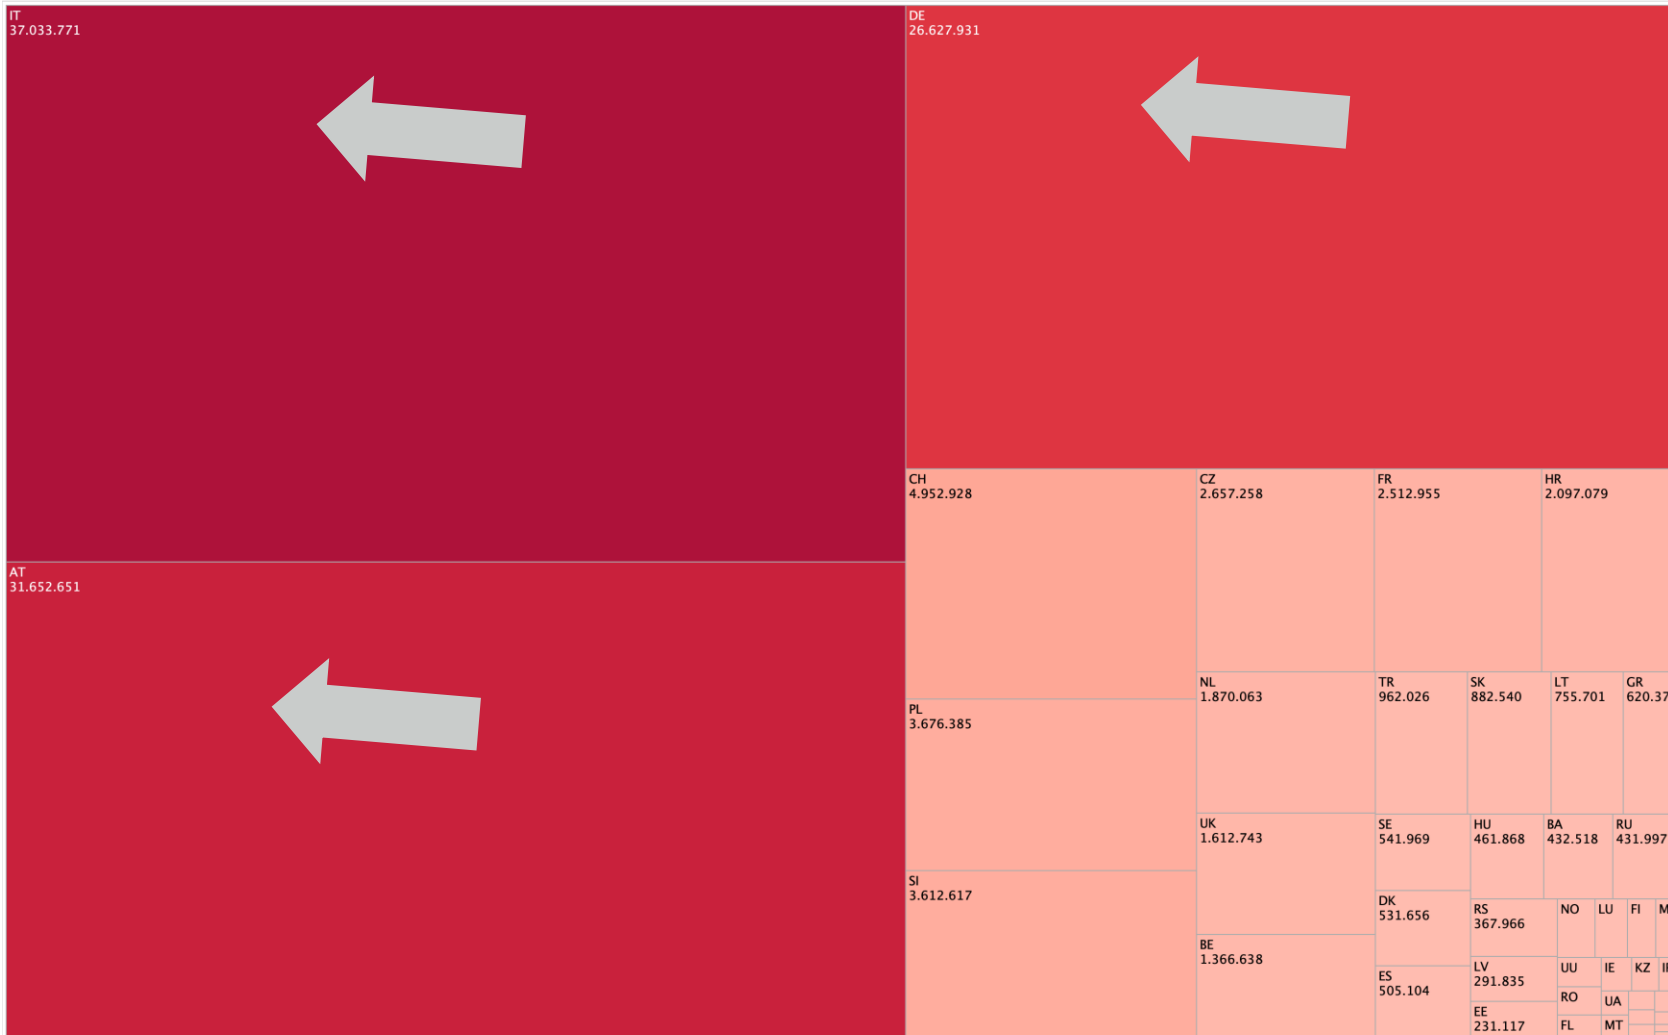 IT
37.033.771
DE
26.627.931
AT
31.652.651
CH
4.952.928
CZ
2.657.258
FR
2.512.955
HR
2.097.079
PL
3.676.385
SI
3.612.617
NL
1.870.063
TR
962.026
SK
882.540
LT
755.701
GR
620.37
UK
1.612.743
BE
1.366.638
SE
541.969
HU
461.868
BA
432.518
RU
431.997
DK
531.656
ES
505.104
RS
367.966
NO
LU
FI
LV
291.835
UU
IE
KZ
RO
UA
EE
231.117
FL
MT